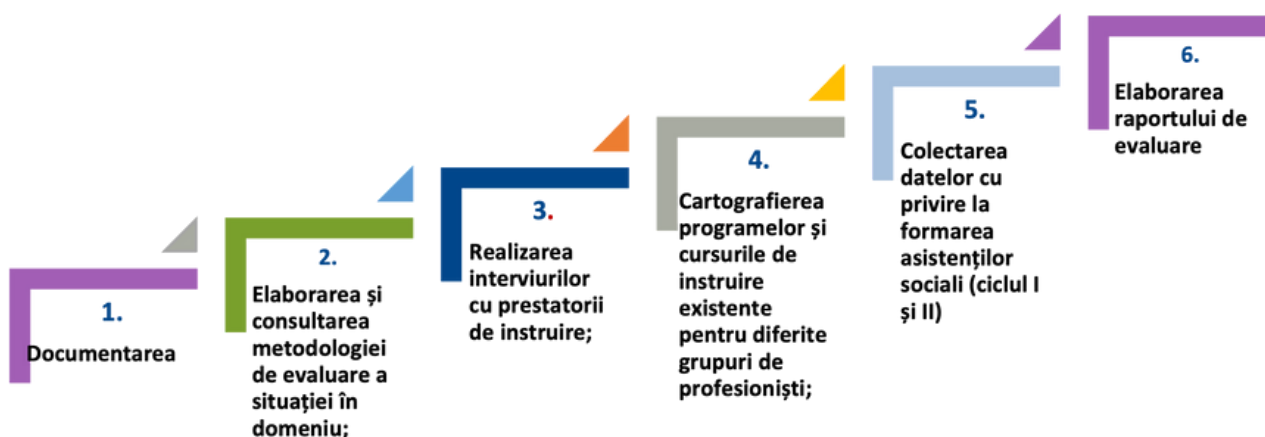 1.
Documentarea
2.
Elaborarea și
consultarea
metodologiei
de evaluare a
situației în
domeniu;
3.
Realizarea
interviurilor
cu prestatorii
de instruire;
4.
Cartografierea
programelor și
cursurile de
instruire
existente
pentru diferite
grupuri de
profesioniști;
5.
Colectarea
datelor cu
privire la
formarea
asistenților
sociali (ciclul I
și II)
6.
Elaborarea
raportului de
evaluare